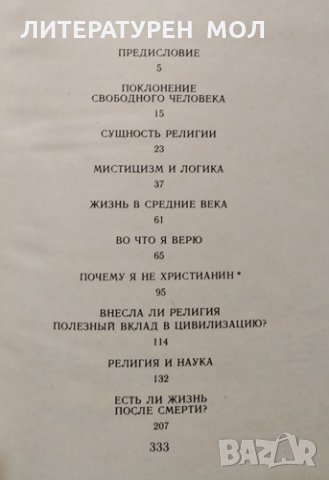 ЛИТЕРАТУРЕН МОЛ
ПРЕДИСЛОВИЕ
5
ПОКЛОНЕНИЕ
СВОБОДНОГО ЧЕЛОВЕКА
15
СУЩНОСТЬ РЕЛИГИИ
23
МИСТИЦИЗМ И ЛОГИКА
37
ЖИЗНЬ В СРЕДНИЕ ВЕКА
61
ВО ЧТО Я ВЕРЮ
65
ПОЧЕМУ Я НЕ ХРИСТИАНИН *
95
ВНЕСЛА ЛИ РЕЛИГИЯ
ПОЛЕЗНЫЙ ВКЛАД В ЦИВИЛИЗАЦИЮ?
114
РЕЛИГИЯ И НАУКА
132
ЕСТЬ ЛИ ЖИЗНЬ
ПОСЛЕ СМЕРТИ?
207
333
BAZAR